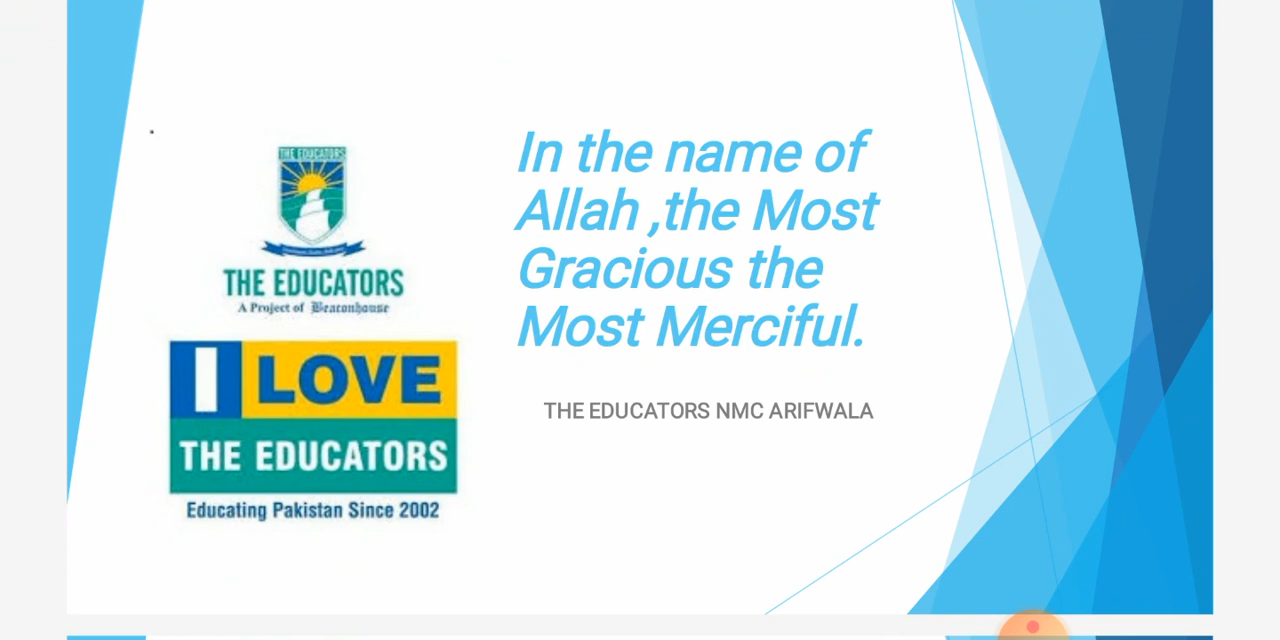 THE EDUCATORS
THE EDUCATORS
A Project of Beaconhouse
I LOVE
THE EDUCATORS
Educating Pakistan Since 2002
In the name of
Allah ,the Most
Gracious the
Most Merciful.
THE EDUCATORS NMC ARIFWALA